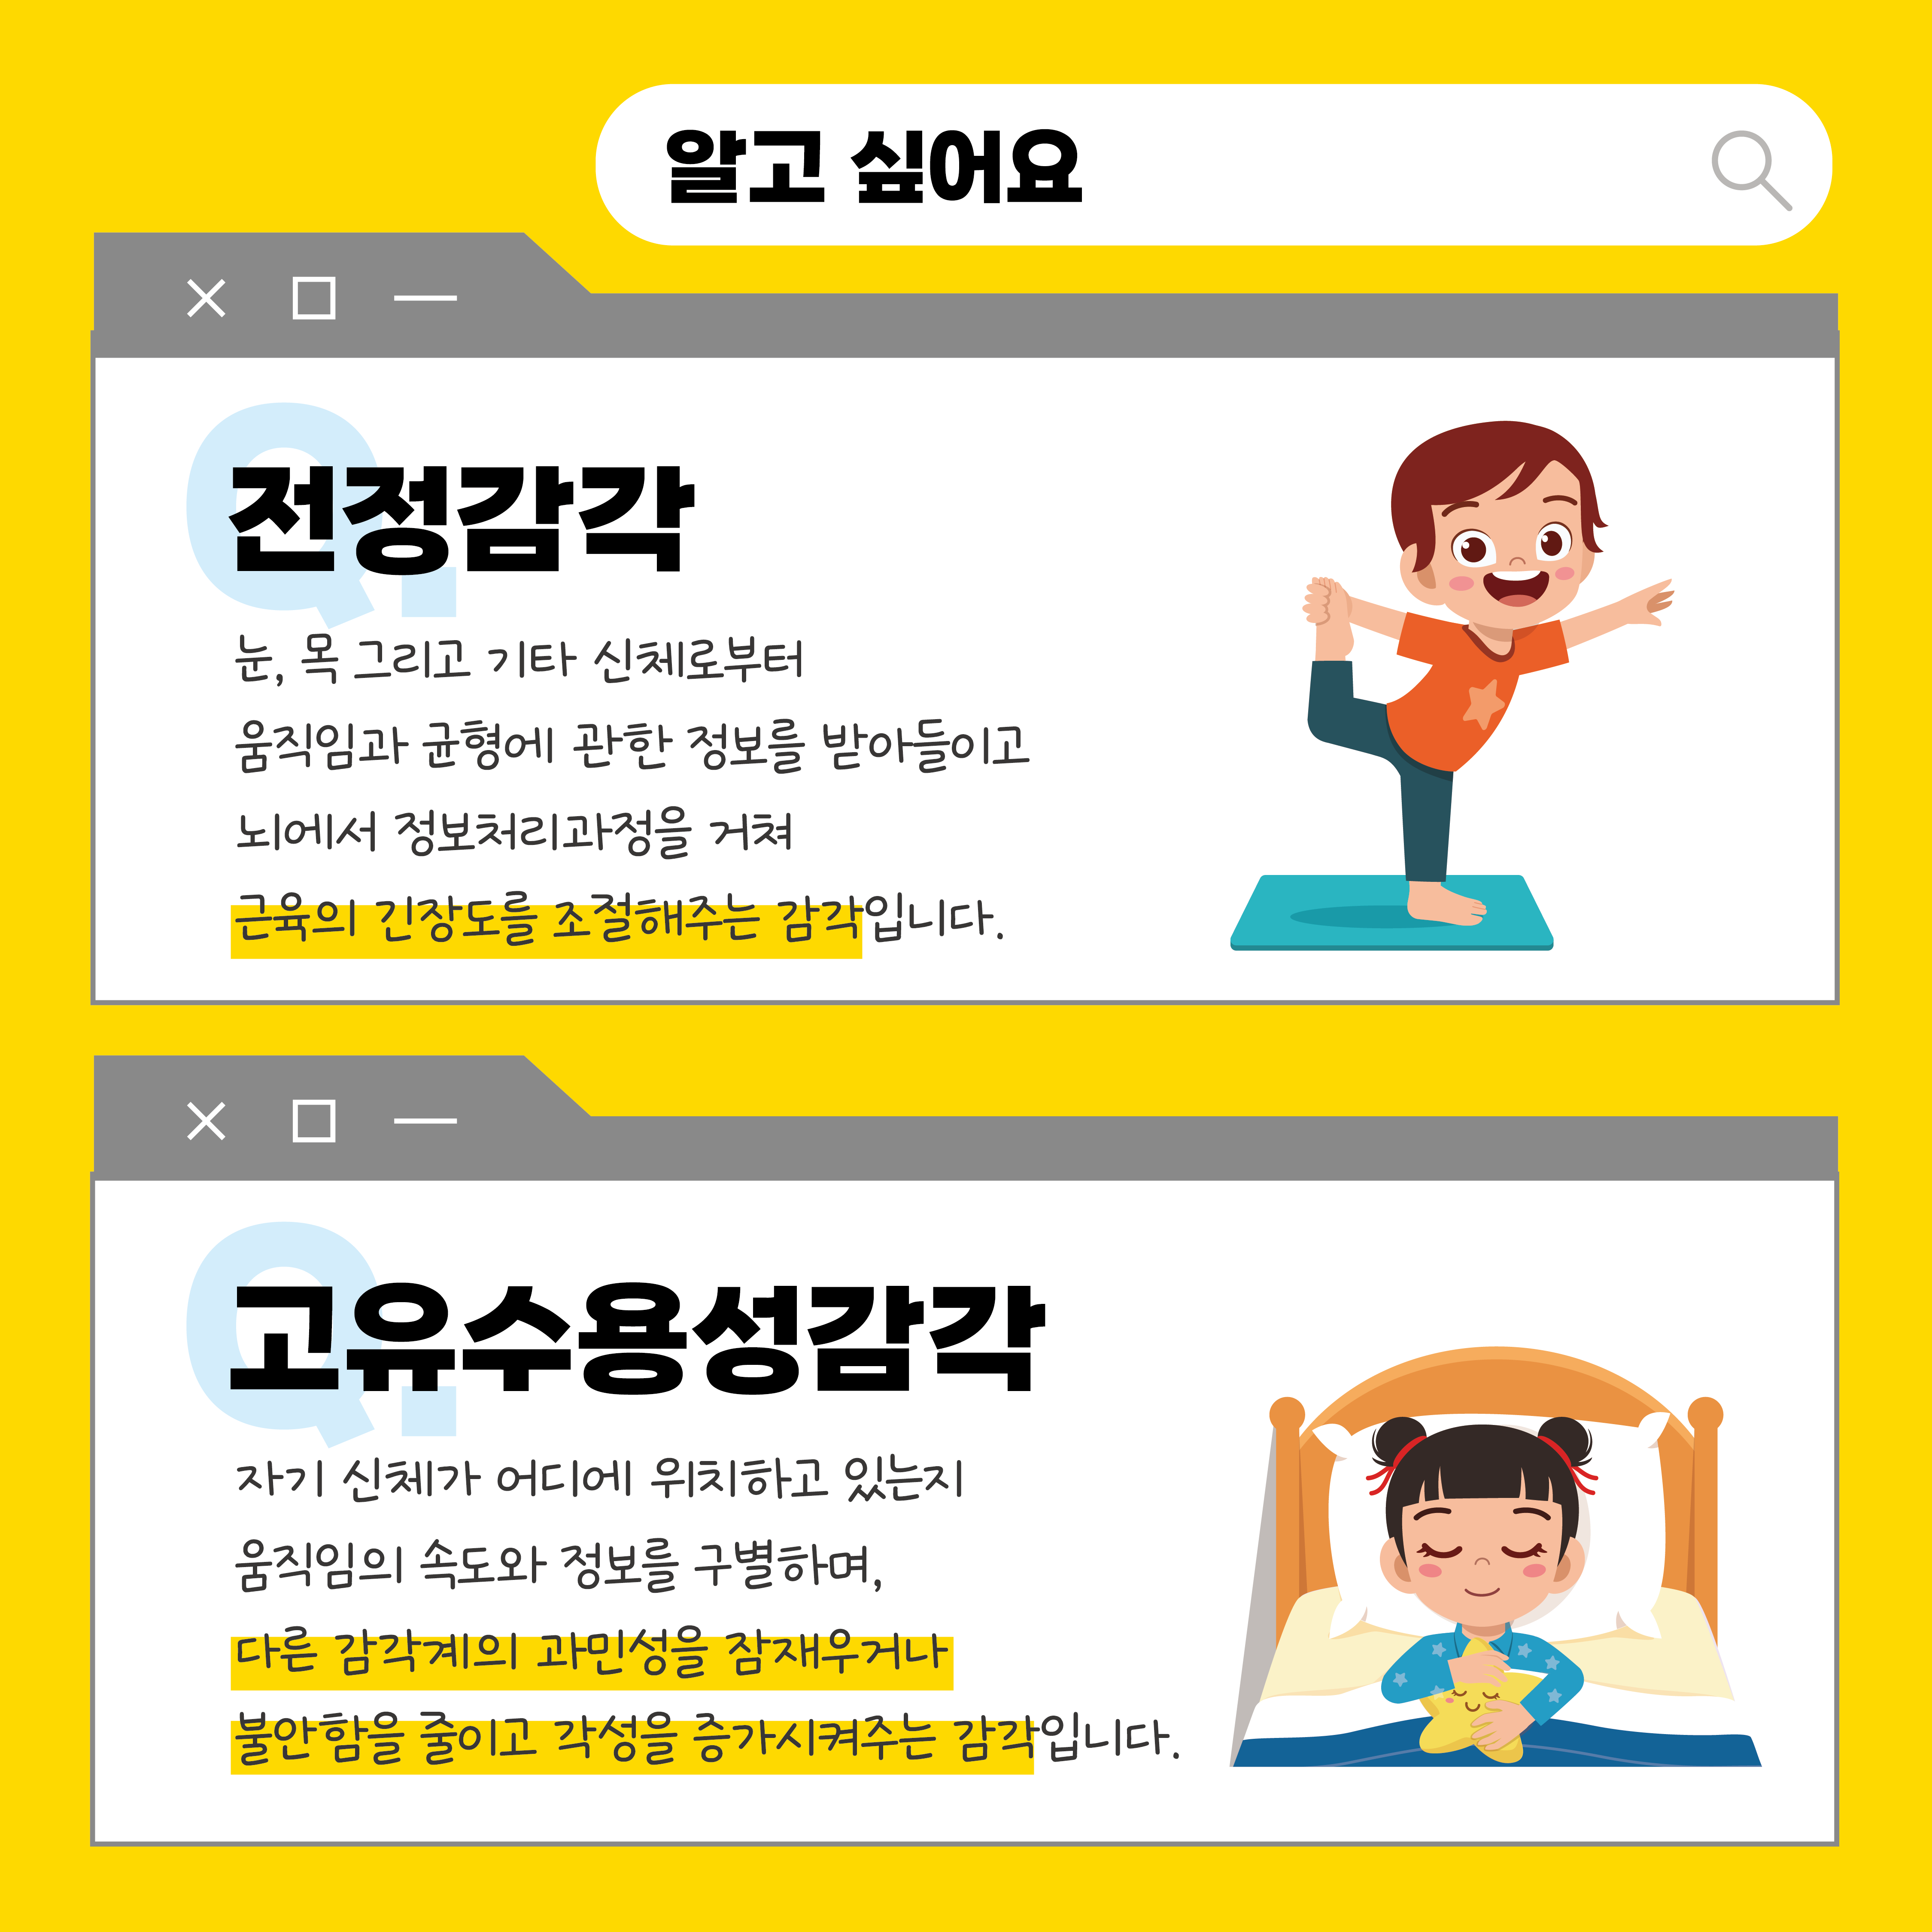 알고 싶어요
Q.
전정감각
눈, 목 그리고 기타 신체로부터
움직임과 균형에 관한 정보를 받아들이고
뇌에서 정보처리과정을 거쳐
근육의 긴장도를 조절해주는 감각입니다.
Q.
고유수용성감각
자기 신체가 어디에 위치하고 있는지
움직임의 속도와 정보를 구별하며,
다른 감각계의 과민성을 잠재우거나
불안함을 줄이고 각성을 증가시켜주는 감각입니다.